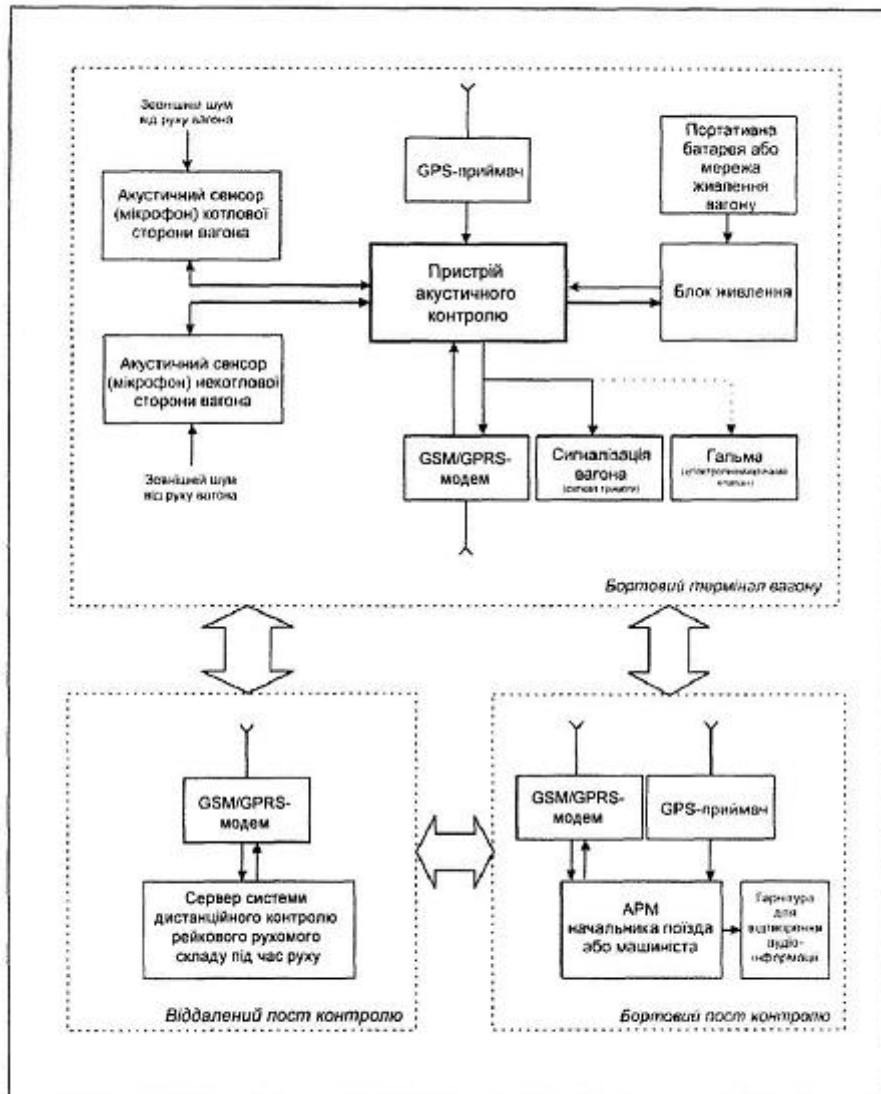 Зовнішній шум
від руху вагона
Акустичний сенсор
(мікрофон) котлової
сторони вагона
GPS-приймач
Портативна
батарея або
мережа
живлення
вагону
Пристрій
акустичного
контролю
Блок живлення
Акустичний сенсор
(мікрофон) некотлової
сторони вагона
Зовнішній шум
від руху вагона
GSM/GPRS-
модем
Сигналізація
вагона
Гальма
Бортовий термінал вагону
GSM/GPRS-
модем
Сервер системи
дистанційного контролю
рейкового рухомого
складу під час руху
Віддалений пост контролю
GSM/GPRS-
модем
GPS-приймач
АРМ
начальника поїзда
або машиніста
Гарнітура
для
відтворення
аудіо-
інформації
Бортовий пост контролю